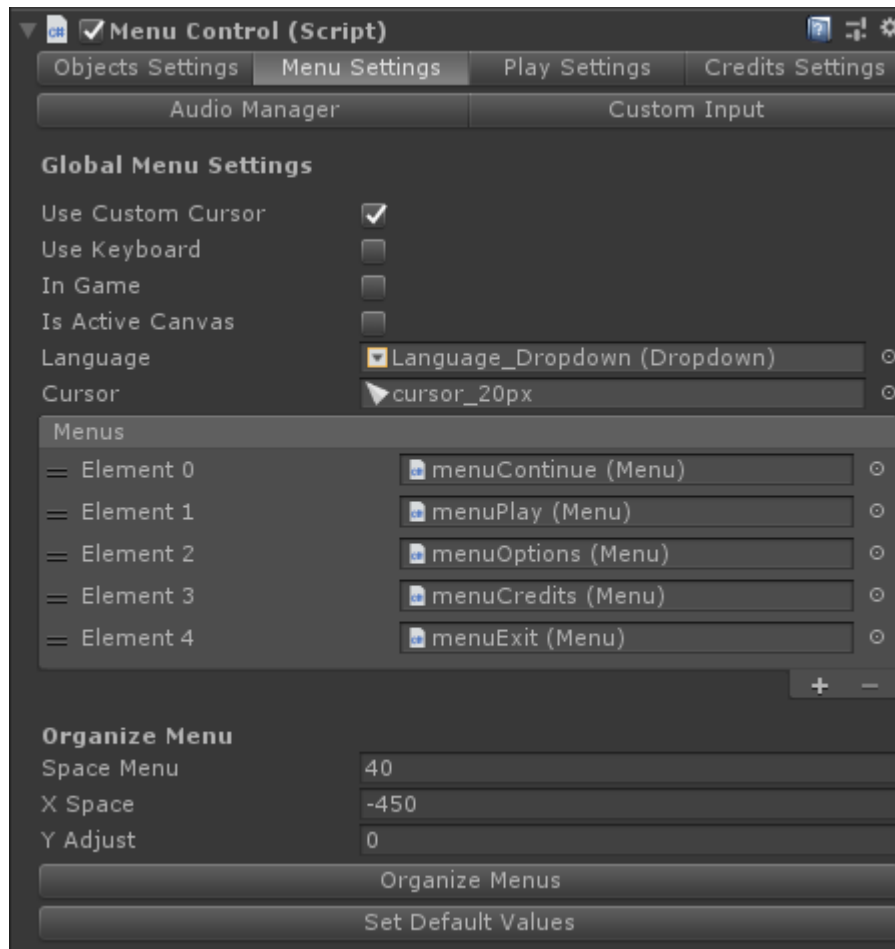 Menu Control (Script)
Objects Settings Menu Settings Play Settings Credits Settings
Audio Manager Custom Input
Global Menu Settings
Use Custom Cursor
Use Keyboard
In Game
Is Active Canvas
Language Language_Dropdown (Dropdown)
Cursor cursor_20px
Menus
Element 0 menuContinue (Menu)
Element 1 menuPlay (Menu)
Element 2 menuOptions (Menu)
Element 3 menuCredits (Menu)
Element 4 menuExit (Menu)
Organize Menu
Space Menu 40
X Space -450
Y Adjust 0
Organize Menus
Set Default Values